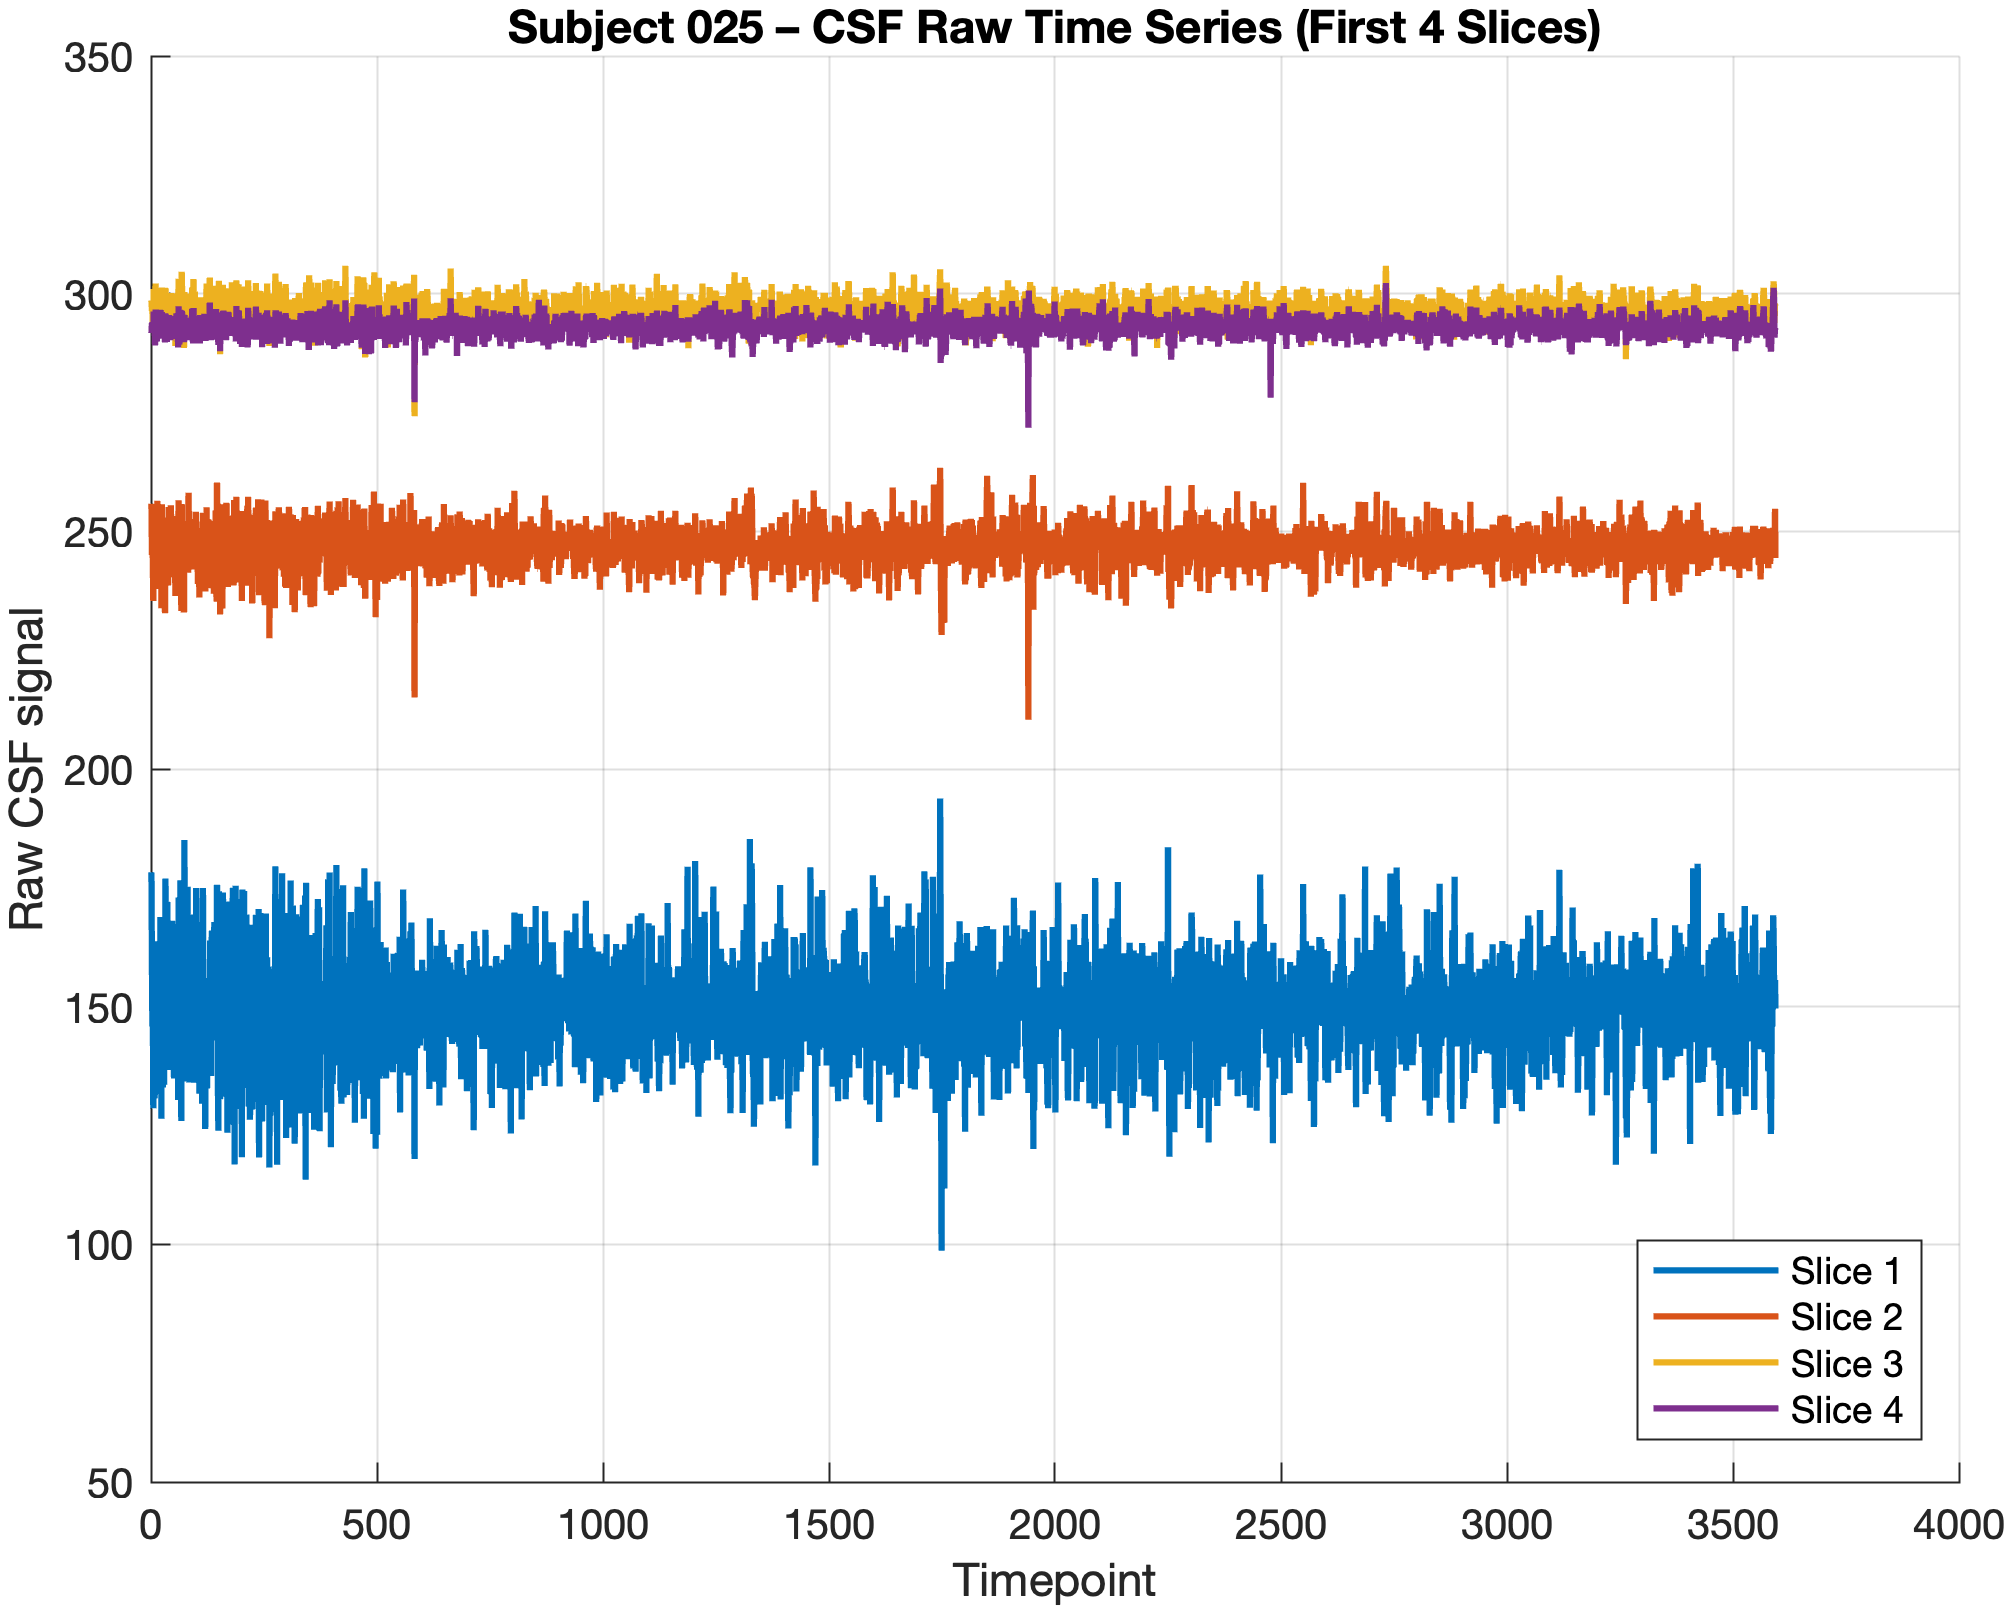 Subject 025 – CSF Raw Time Series (First 4 Slices)
350
300
250
200
150
100
50
Raw CSF signal
0 500 1000 1500 2000 2500 3000 3500 4000
Timepoint
Slice 1
Slice 2
Slice 3
Slice 4